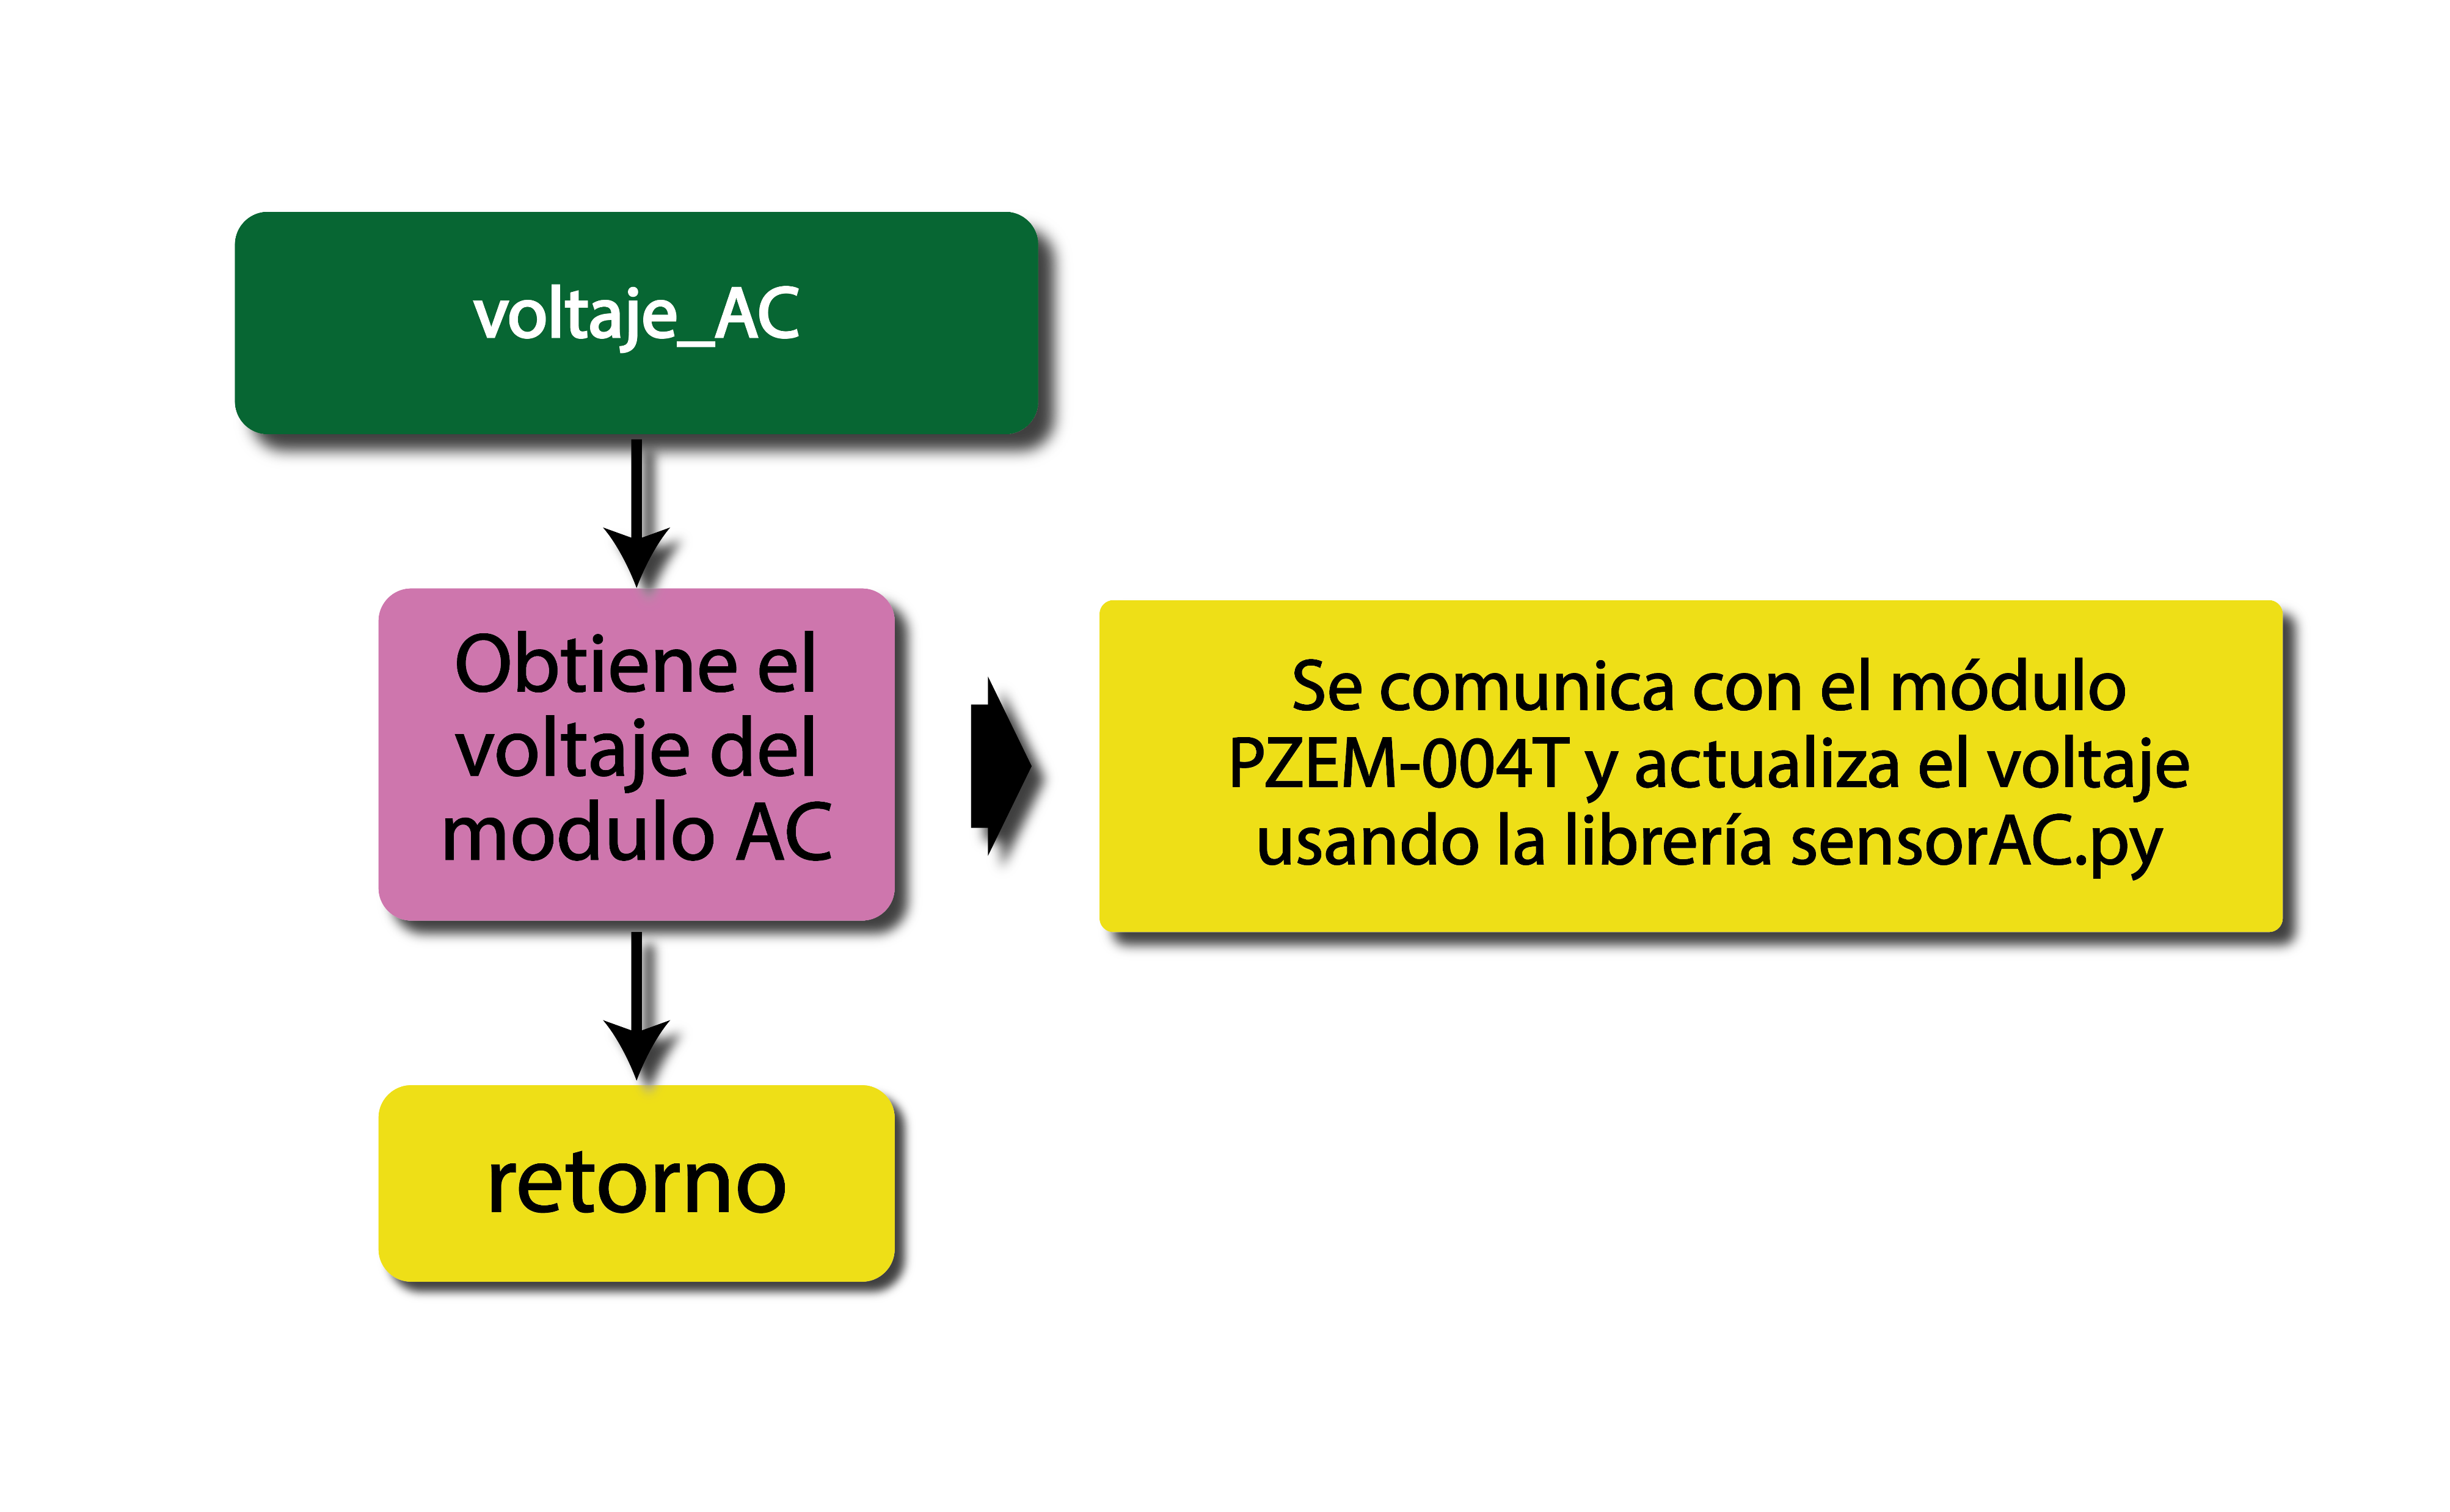 voltaje_AC
Obtiene el
voltaje del
modulo AC
Se comunica con el módulo
PZEM-004T y actualiza el voltaje
usando la librería sensorAC.py
retorno